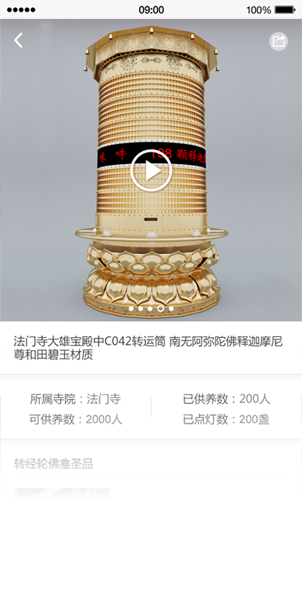 09:00
100%
108 颗
法门寺大雄宝殿中C042转运筒 南无阿弥陀佛释迦摩尼
尊和田碧玉材质
所属寺院：法门寺
已供养数：200人
可供养数：2000人
已点灯数：200盏
转经轮佛龛圣品